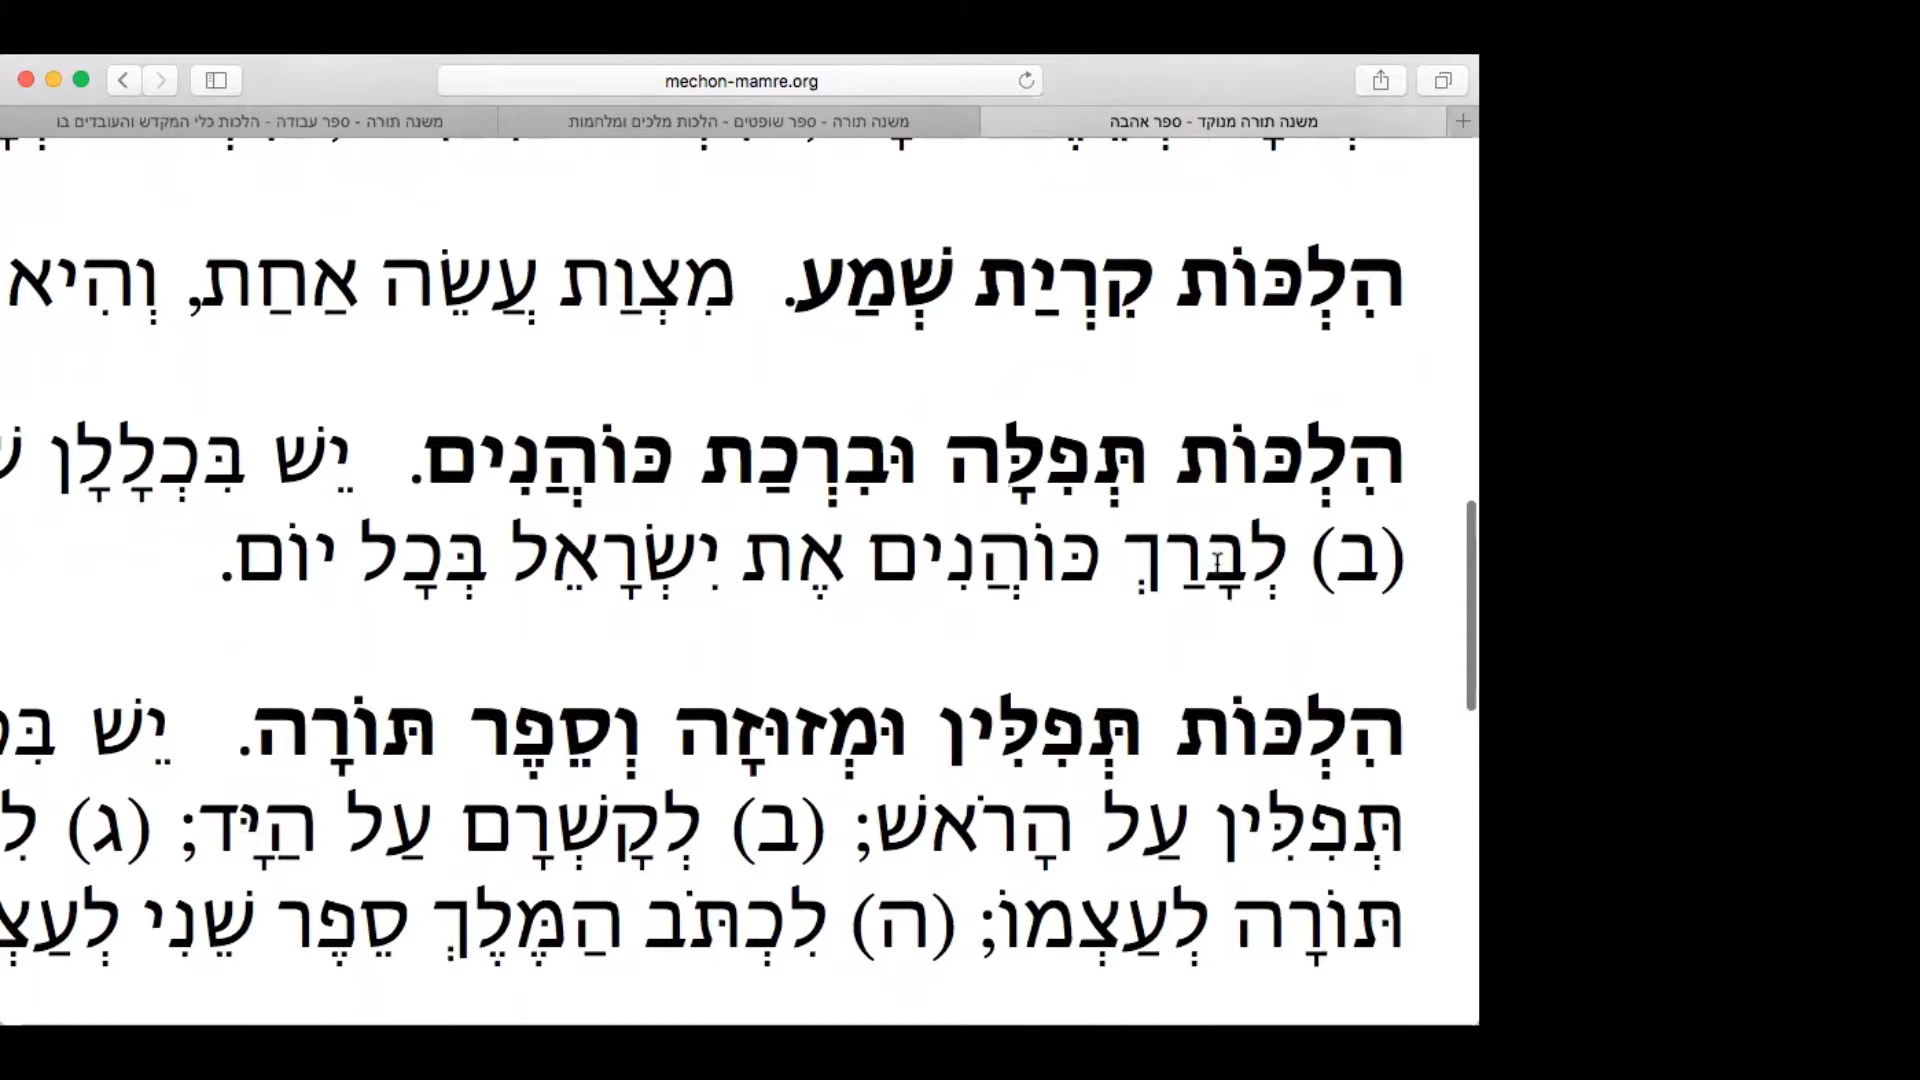 mechon-mamre.org
משנה תורה - ספר עבודה - הלכות כלי המקדש והעובדים בו
משנה תורה - ספר שופטים - הלכות מלכים ומלחמות
משנה תורה מנוקד - ספר אהבה
הִלְכּוֹת קִרְיַת שְׁמַע. מִצְוַת עֲשֵׂה אַחַת, וְהִיא
הִלְכּוֹת תְּפִלָּה וּבִרְכַת כּוֹהֲנִים. יֵשׁ בִּכְלָלָן
(ב) לְבָרַךְ כּוֹהֲנִים אֶת יִשְׂרָאֵל בְּכָל יוֹם.
הִלְכּוֹת תְּפִלִּין וּמְזוּזָה וְסֵפֶר תּוֹרָה. יֵשׁ
תְּפִלִּין עַל הָרֹאשׁ; (ב) לְקָשְׁרָם עַל הַיָּד; (ג)
תּוֹרָה לְעַצְמוֹ; (ה) לִכְתֹּב הַמֶּלֶךְ סֵפֶר שֵׁנִי